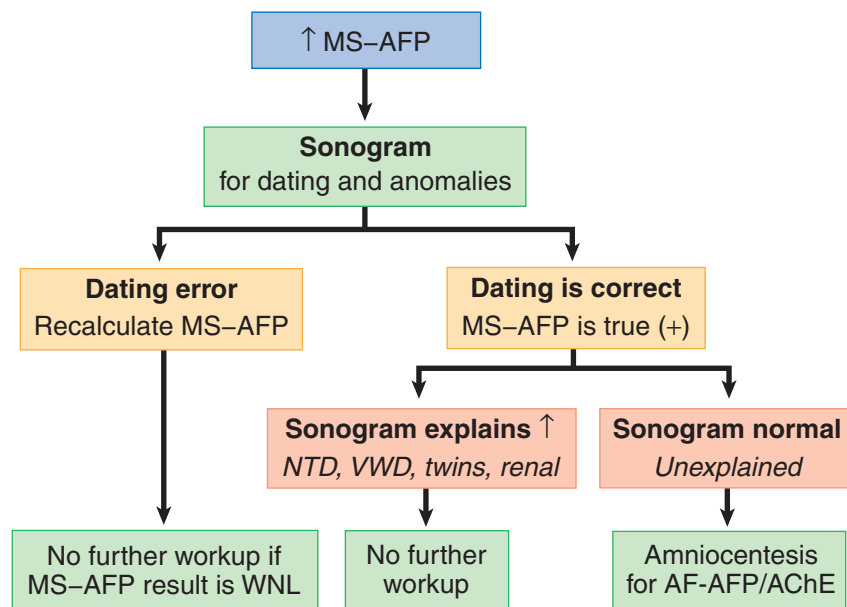 ↑ MS–AFP
Sonogram
for dating and anomalies
Dating error
Recalculate MS–AFP
Dating is correct
MS–AFP is true (+)
Sonogram explains ↑
NTD, VWD, twins, renal
Sonogram normal
Unexplained
No further workup if
MS–AFP result is WNL
No further
workup
Amniocentesis
for AF-AFP/AChE